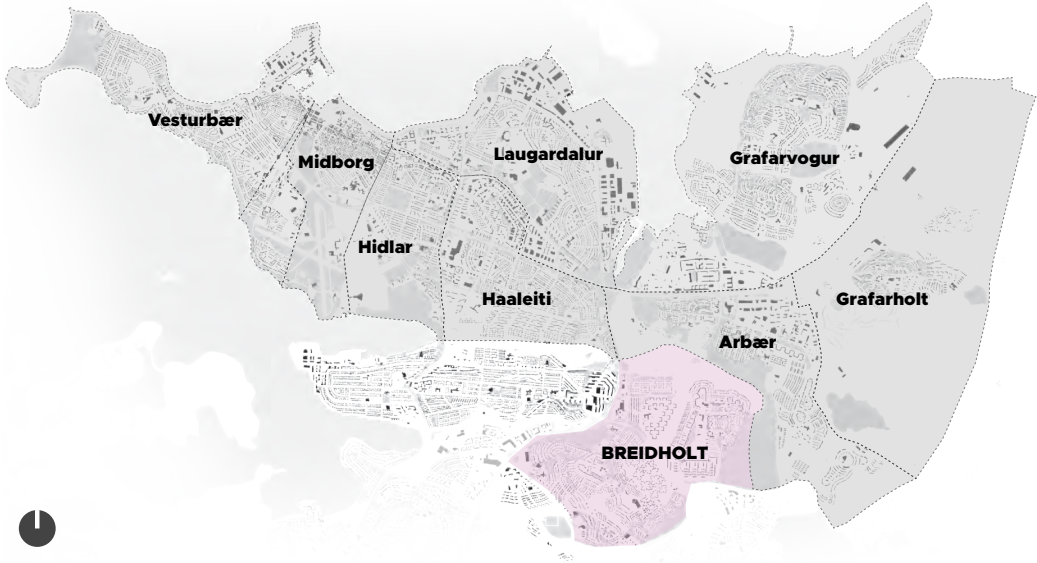 Vesturbær
Midborg
Laugardalur
Grafarvogur
Hidlar
Haaleiti
Grafarholt
Arbær
BREIDHOLT